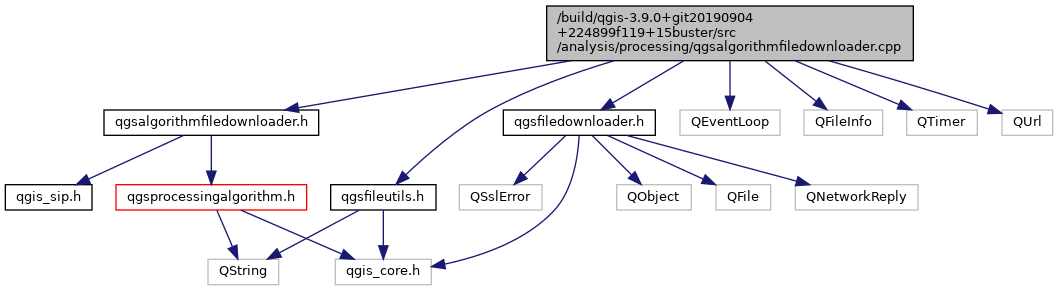 /build/qgis-3.9.0+git20190904
+224899f119+15buster/src
/analysis/processing/qgsalgorithmfiledownloader.cpp
qgsalgorithmfiledownloader.h
qgsfiledownloader.h
QEventLoop
QFileInfo
QTimer
QUrl
qgis_sip.h
qgsprocessingalgorithm.h
qgsfileutils.h
QSslError
QObject
QFile
QNetworkReply
QString
qgis_core.h